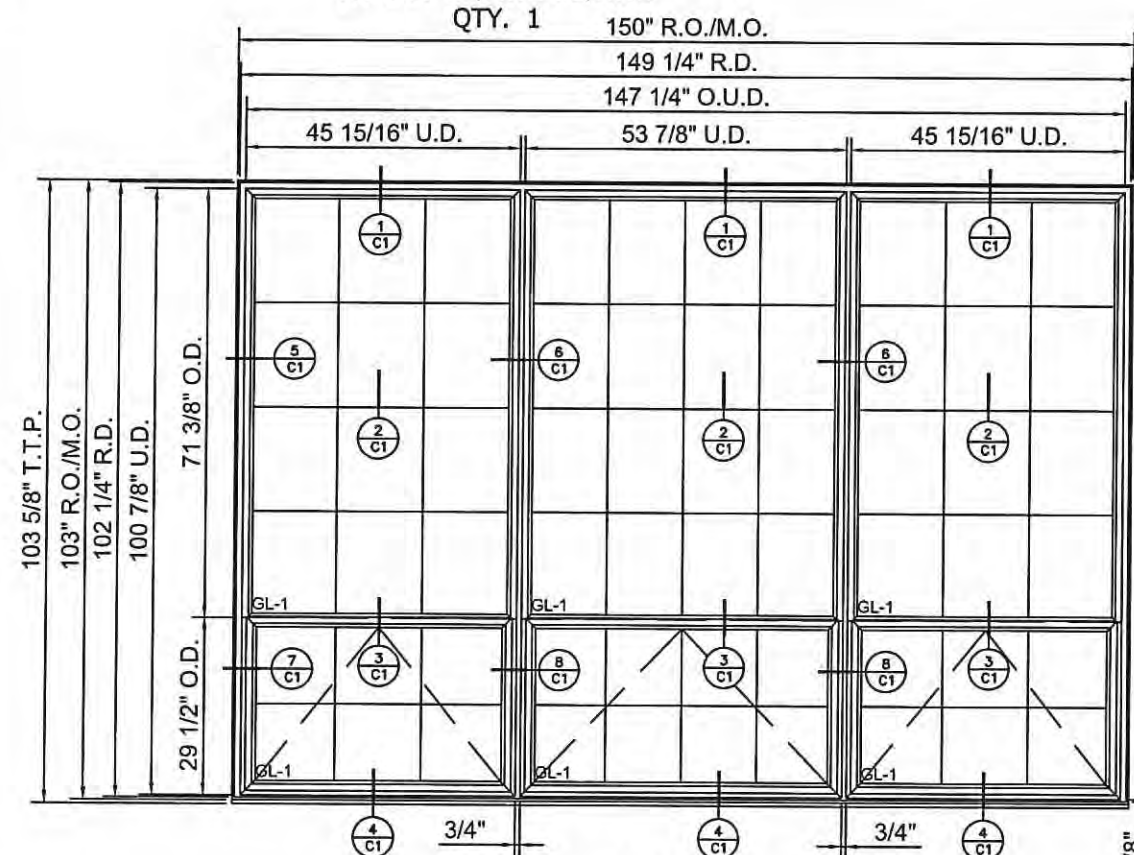 QTY. 1
150" R.O./M.O.
149 1/4" R.D.
147 1/4" O.U.D.
45 15/16" U.D. 53 7/8" U.D. 45 15/16" U.D.
103 5/8" T.T.P.
103" R.O./M.O.
102 1/4" R.D.
100 7/8" U.D.
71 3/8" O.D.
29 1/2" O.D.
1 C1 1 C1 1 C1
5 C1 6 C1 6 C1
2 C1 2 C1 2 C1
GL-1 GL-1 GL-1
7 C1 3 C1 8 C1 3 C1 8 C1 3 C1
GL-1 GL-1 GL-1
4 C1 3/4" 4 C1 3/4" 4 C1